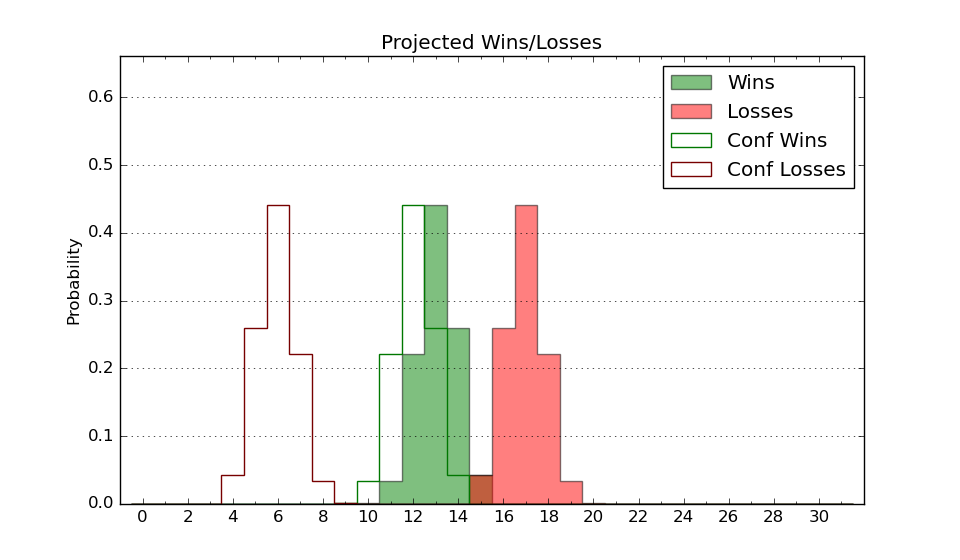 Projected Wins/Losses
Wins
Losses
Conf Wins
Conf Losses
Probability
0.6
0.5
0.4
0.3
0.2
0.1
0.0
0 2 4 6 8 10 12 14 16 18 20 22 24 26 28 30